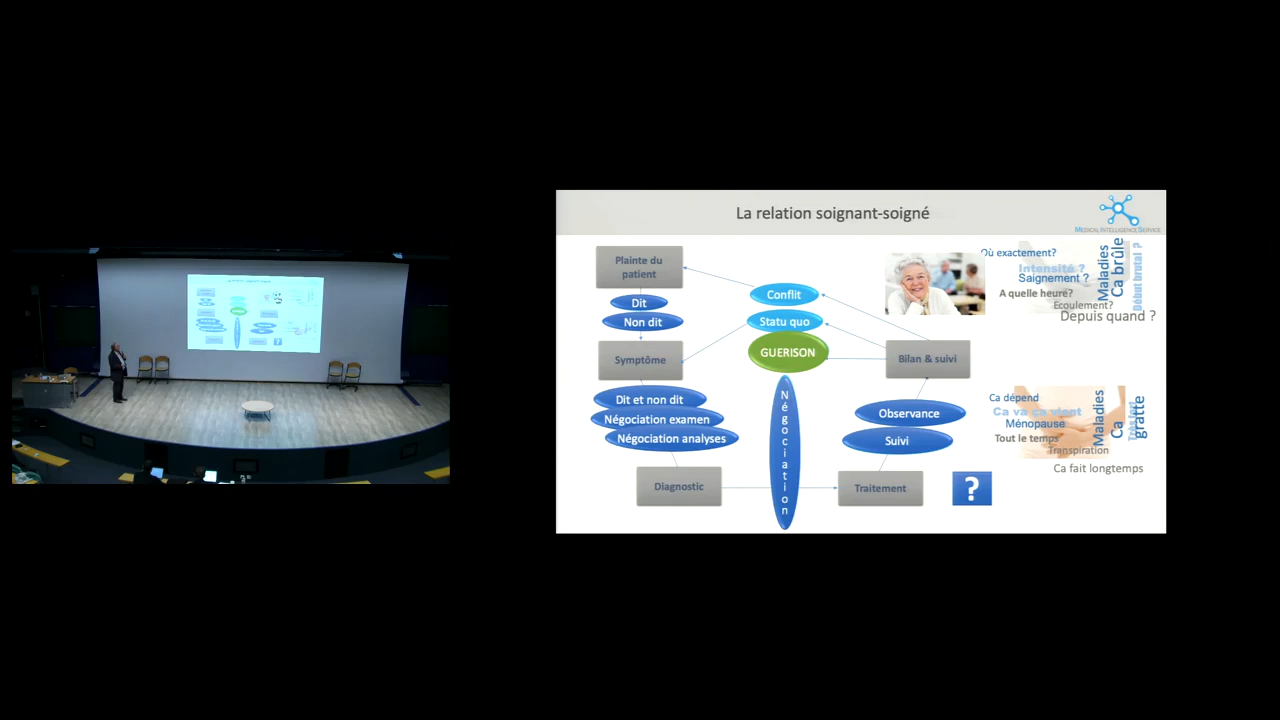 La relation soignant-soigné
MEDICAL INTELLIGENCE SERVICE
Plainte du
patient
Dit
Non dit
Symptôme
Dit et non dit
Négociation examen
Négociation analyses
Diagnostic
Conflit
Statu quo
GUERISON
Négociation
Bilan & suivi
Observance
Suivi
Traitement
?
Où exactement?
Intensité ?
Saignement ?
A quelle heure?
Ecoulement?
Depuis quand ?
Maladies
Ca brûle
Début brutal ?
Ca dépend
Ca va ca vient
Ménopause
Tout le temps
Transpiration
Ca fait longtemps
Maladies
Ca
gratte
Très fort